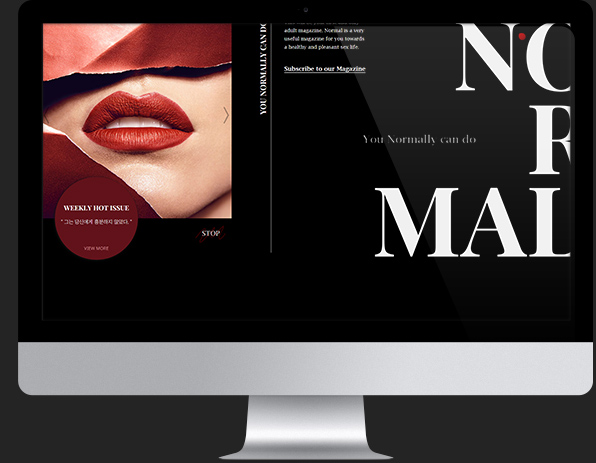 adult magazine, Normal is a very
useful magazine for you towards
a healthy and pleasant sex life.
Subscribe to our Magazine
YOU NORMALLY CAN DO
NO
R
MAL
You Normally can do
WEEKLY HOT ISSUE
" 그는 당신에게 충분하지 않았다. "
VIEW MORE
STOP